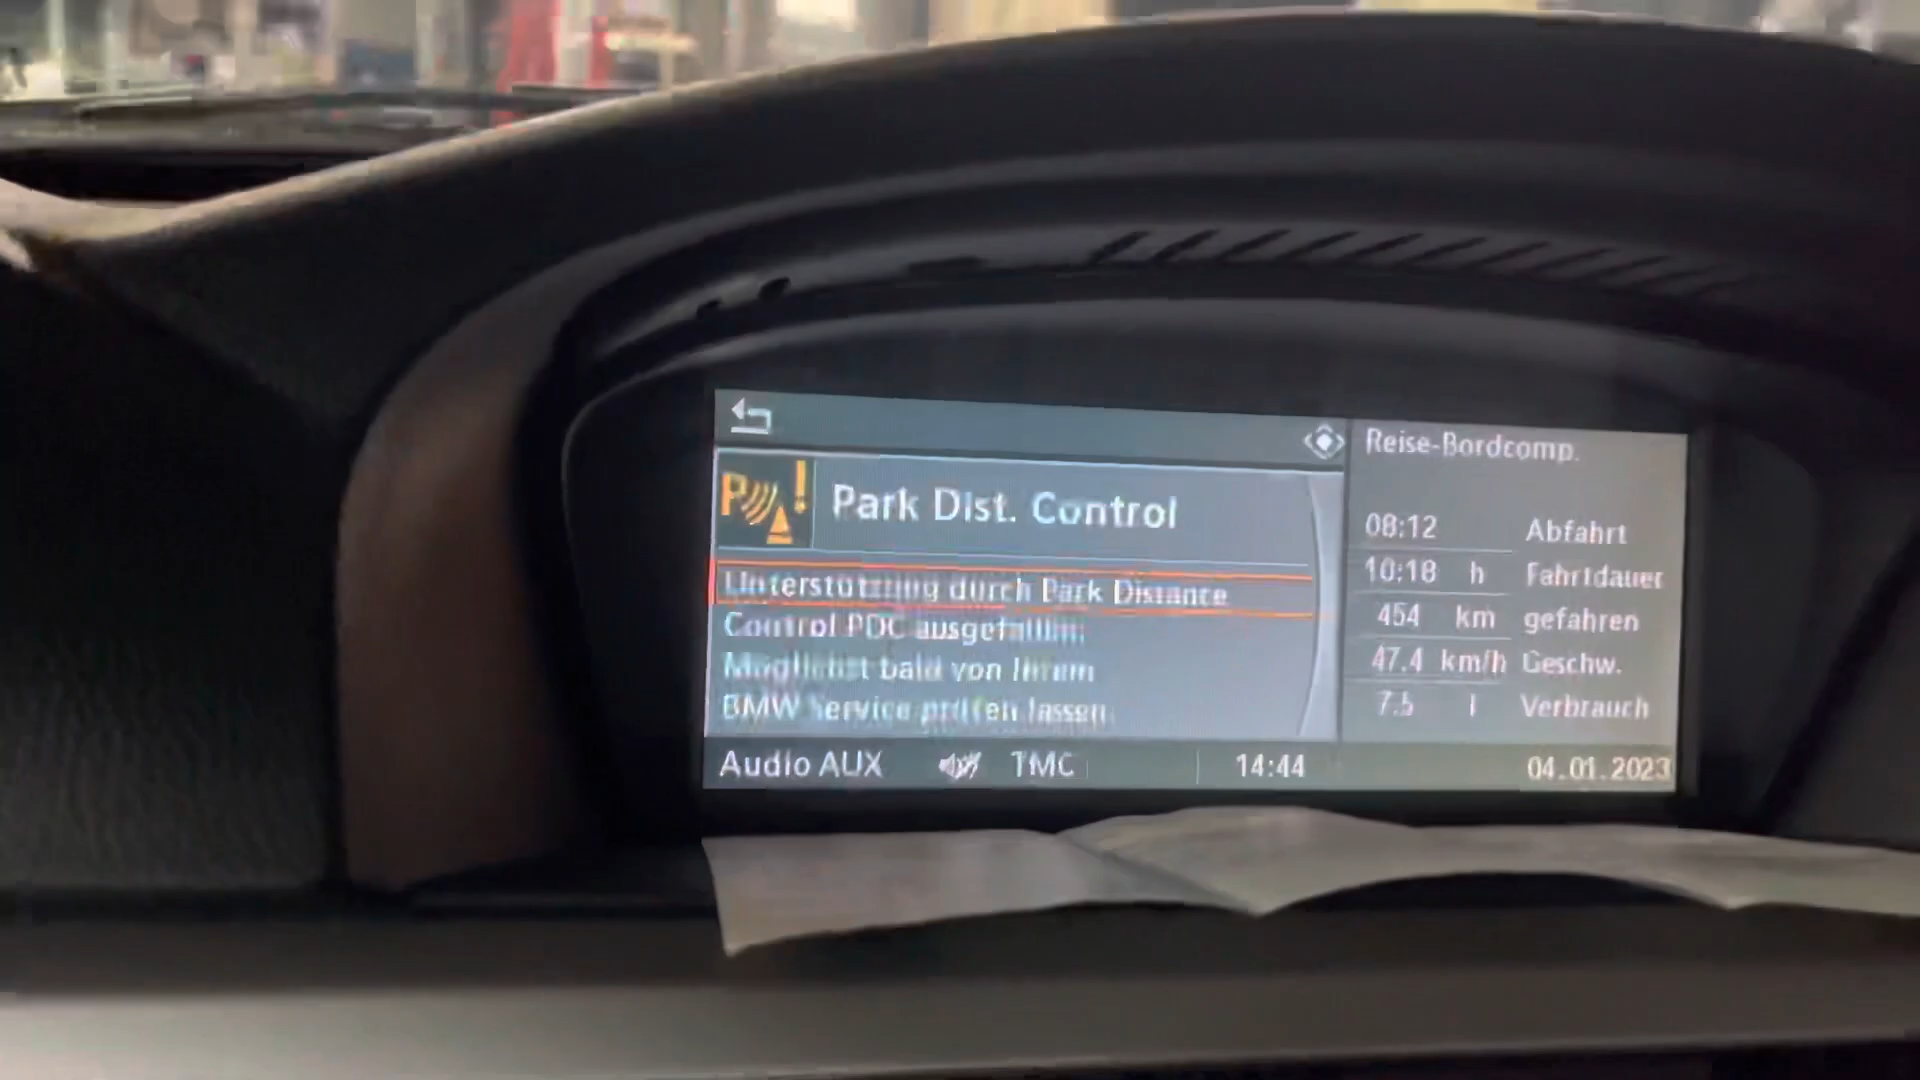 Reise-Bordcomp.
P !
Park Dist. Control
Unterstützung durch Park Distance
Control PDC ausgefallen.
Möglichst bald von Ihrem
BMW Service prüfen lassen.
08:12 Abfahrt
10:18 h Fahrtdauer
454 km gefahren
47.4 km/h Geschw.
7.5 l Verbrauch
Audio AUX TMC 14:44 04.01.2023